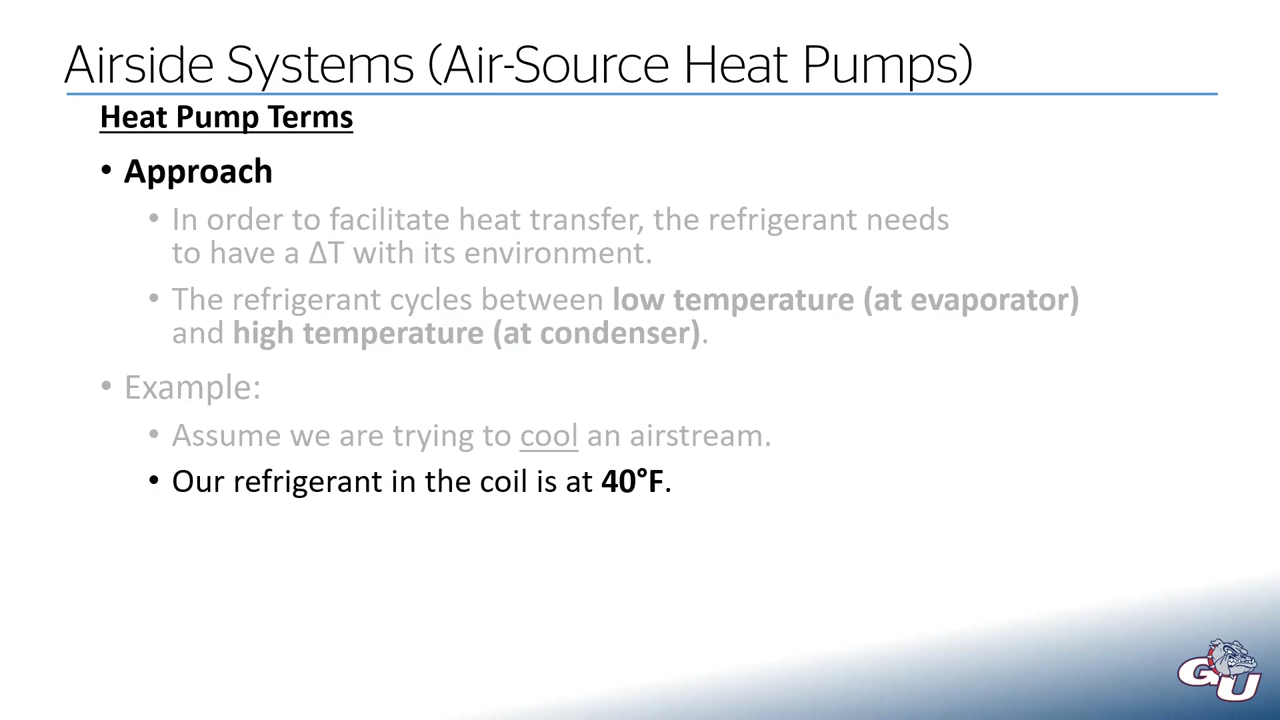 Airside Systems (Air-Source Heat Pumps)
Heat Pump Terms
• Approach
• In order to facilitate heat transfer, the refrigerant needs
to have a ΔT with its environment.
• The refrigerant cycles between low temperature (at evaporator)
and high temperature (at condenser).
• Example:
• Assume we are trying to cool an airstream.
• Our refrigerant in the coil is at 40°F.
GU